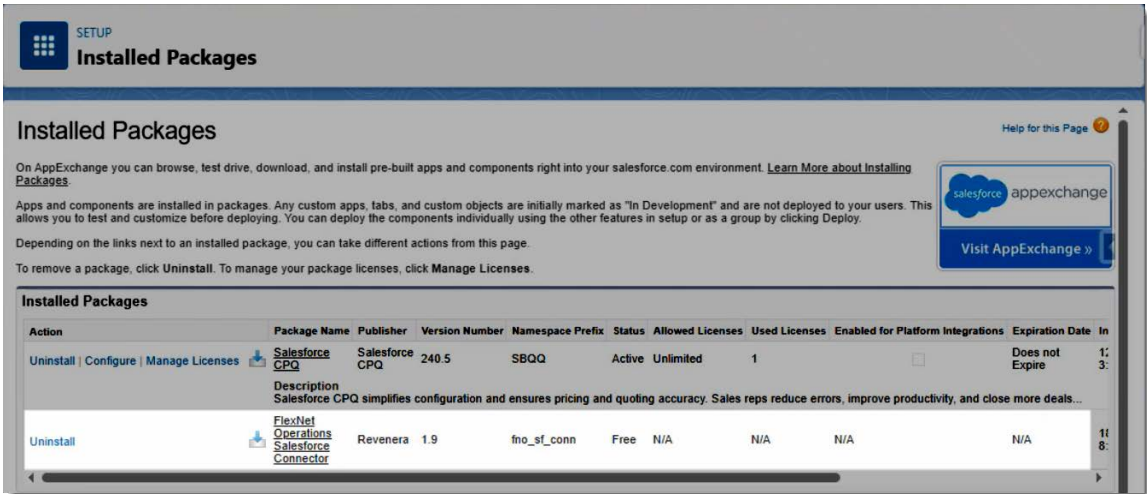 SETUP
Installed Packages
Installed Packages
Help for this Page ?
On AppExchange you can browse, test drive, download, and install pre-built apps and components right into your salesforce.com environment. Learn More about Installing
Packages.
Apps and components are installed in packages. Any custom apps, tabs, and custom objects are initially marked as "In Development" and are not deployed to your users. This
allows you to test and customize before deploying. You can deploy the components individually using the other features in setup or as a group by clicking Deploy.
Depending on the links next to an installed package, you can take different actions from this page.
To remove a package, click Uninstall. To manage your package licenses, click Manage Licenses.
salesforce appexchange
Visit AppExchange »
Installed Packages
Action Package Name Publisher Version Number Namespace Prefix Status Allowed Licenses Used Licenses Enabled for Platform Integrations Expiration Date In
Uninstall | Configure | Manage Licenses Salesforce CPQ Salesforce CPQ 240.5 SBQQ Active Unlimited 1 Does not Expire
Description
Salesforce CPQ simplifies configuration and ensures pricing and quoting accuracy. Sales reps reduce errors, improve productivity, and close more deals...
Uninstall FlexNet Operations Salesforce Connector Revenera 1.9 fno_sf_conn Free N/A N/A N/A N/A